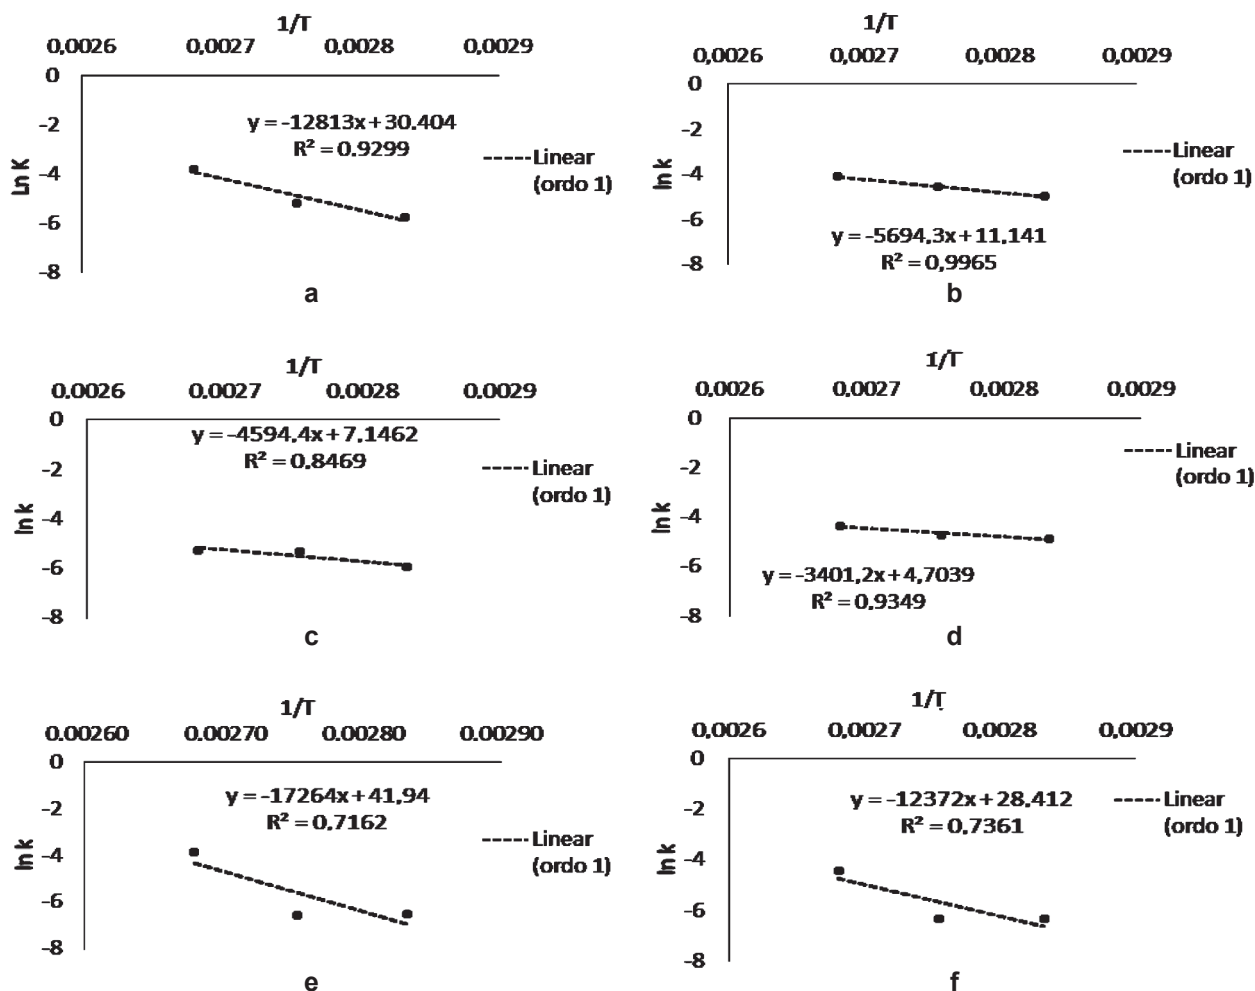 1/T
0,0026 0,0027 0,0028 0,0029
0
-2
-4
-6
-8
Ln K
y = -12813x + 30.404
R² = 0.9299
Linear
(ordo 1)
a
1/T
0,0026 0,0027 0,0028 0,0029
0
-2
-4
-6
-8
ln k
y = -5694,3x + 11,141
R² = 0,9965
Linear
(ordo 1)
b
1/T
0.0026 0.0027 0.0028 0.0029
0
-2
-4
-6
-8
ln k
y = -4594,4x + 7,1462
R² = 0.8469
Linear
(ordo 1)
c
1/T
0,0026 0,0027 0,0028 0,0029
0
-2
-4
-6
-8
ln k
y = -3401,2x + 4,7039
R² = 0,9349
Linear
(ordo 1)
d
1/T
0.00260 0.00270 0.00280 0.00290
0
-2
-4
-6
-8
ln k
y = -17264x + 41,94
R² = 0,7162
Linear
(ordo 1)
e
1/T
0,0026 0,0027 0,0028 0,0029
0
-2
-4
-6
-8
ln k
y = -12372x + 28,412
R² = 0,7361
Linear
(ordo 1)
f